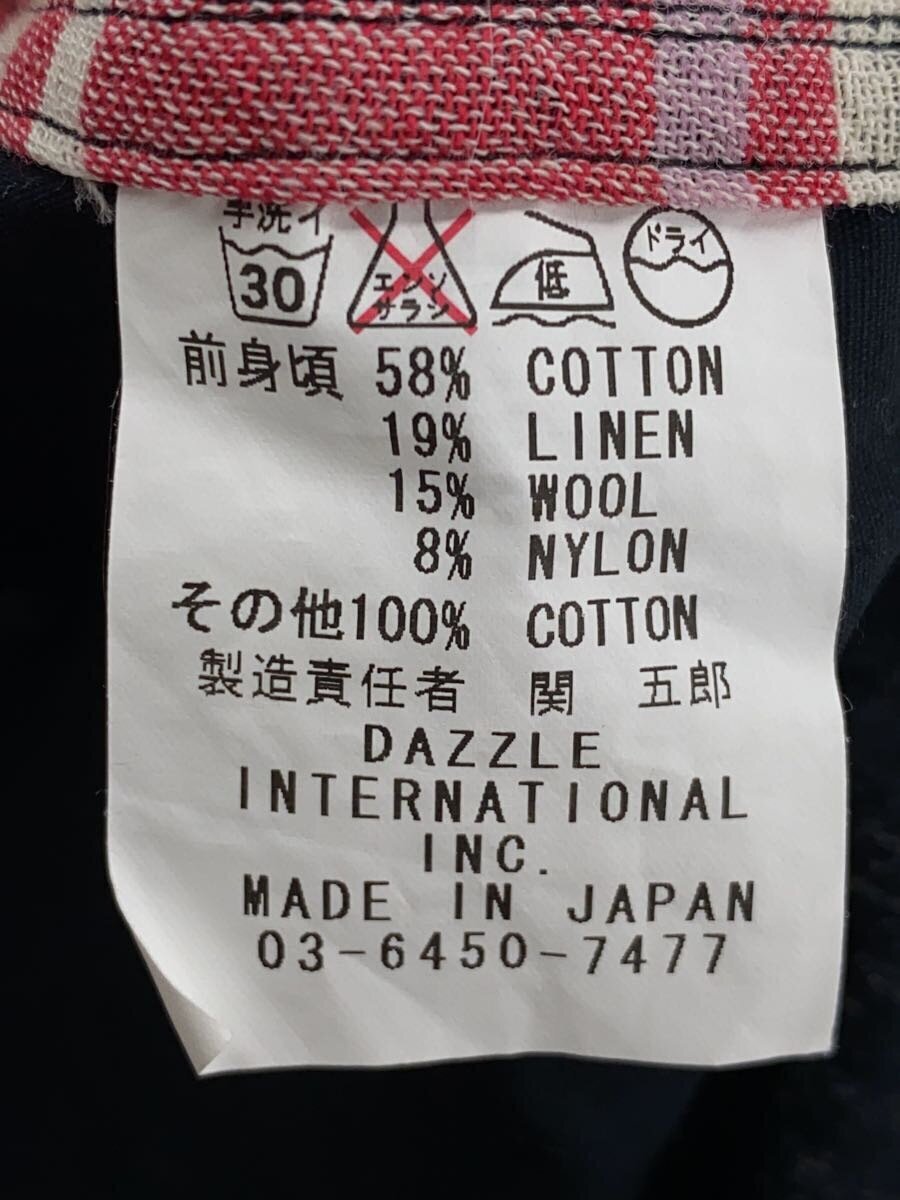 手洗イ
30
エンソ
サラシ
低
ドライ
前身頃 58% COTTON
19% LINEN
15% WOOL
8% NYLON
その他100% COTTON
製造責任者 関 五郎
DAZZLE
INTERNATIONAL
INC.
MADE IN JAPAN
03-6450-7477